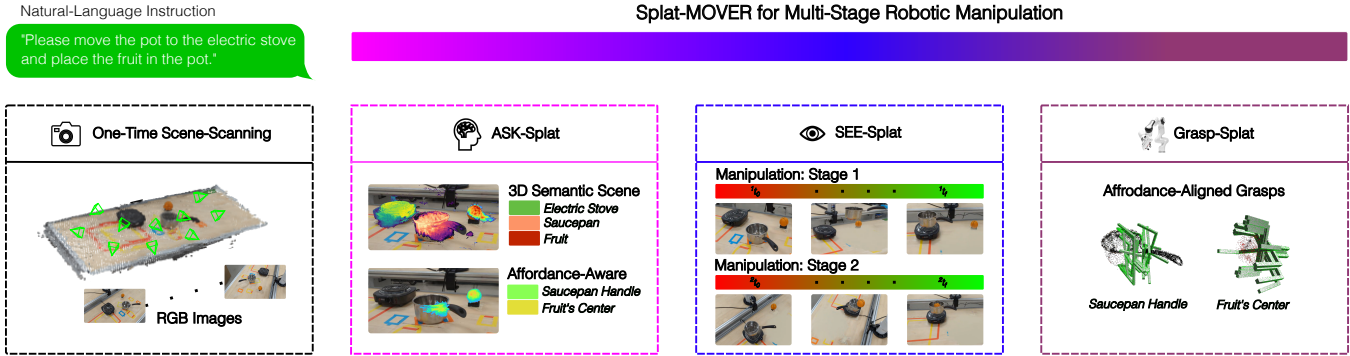 Natural-Language Instruction
"Please move the pot to the electric stove
and place the fruit in the pot."
Splat-MOVER for Multi-Stage Robotic Manipulation
One-Time Scene-Scanning
RGB Images
ASK-Splat
3D Semantic Scene
Electric Stove
Saucepan
Fruit
Affordance-Aware
Saucepan Handle
Fruit's Center
SEE-Splat
Manipulation: Stage 1
Manipulation: Stage 2
Grasp-Splat
Affrodance-Aligned Grasps
Saucepan Handle
Fruit's Center